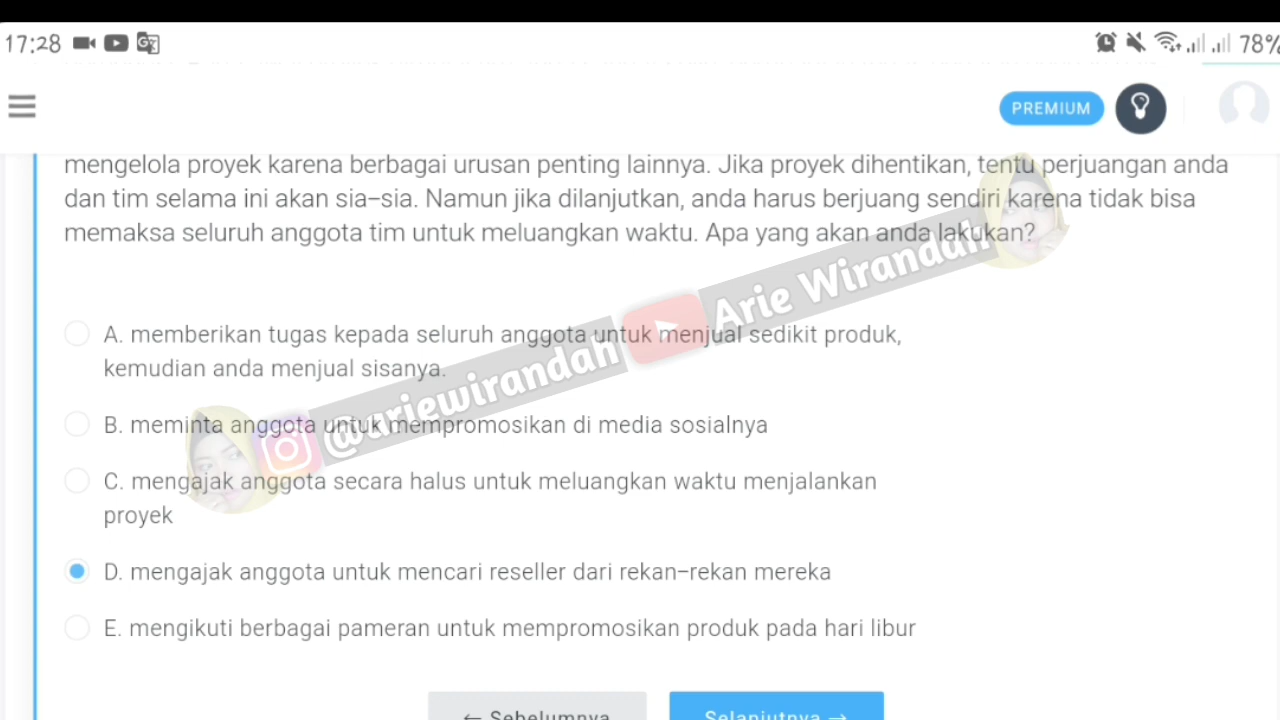 17:28
78%
PREMIUM
mengelola proyek karena berbagai urusan penting lainnya. Jika proyek dihentikan, tentu perjuangan anda
dan tim selama ini akan sia-sia. Namun jika dilanjutkan, anda harus berjuang sendiri karena tidak bisa
memaksa seluruh anggota tim untuk meluangkan waktu. Apa yang akan anda lakukan?
A. memberikan tugas kepada seluruh anggota untuk menjual sedikit produk,
kemudian anda menjual sisanya.
B. meminta anggota untuk mempromosikan di media sosialnya
C. mengajak anggota secara halus untuk meluangkan waktu menjalankan
proyek
D. mengajak anggota untuk mencari reseller dari rekan-rekan mereka
E. mengikuti berbagai pameran untuk mempromosikan produk pada hari libur
@ariewirandah Arie Wirandah
← Sebelumnya
Selanjutnya →